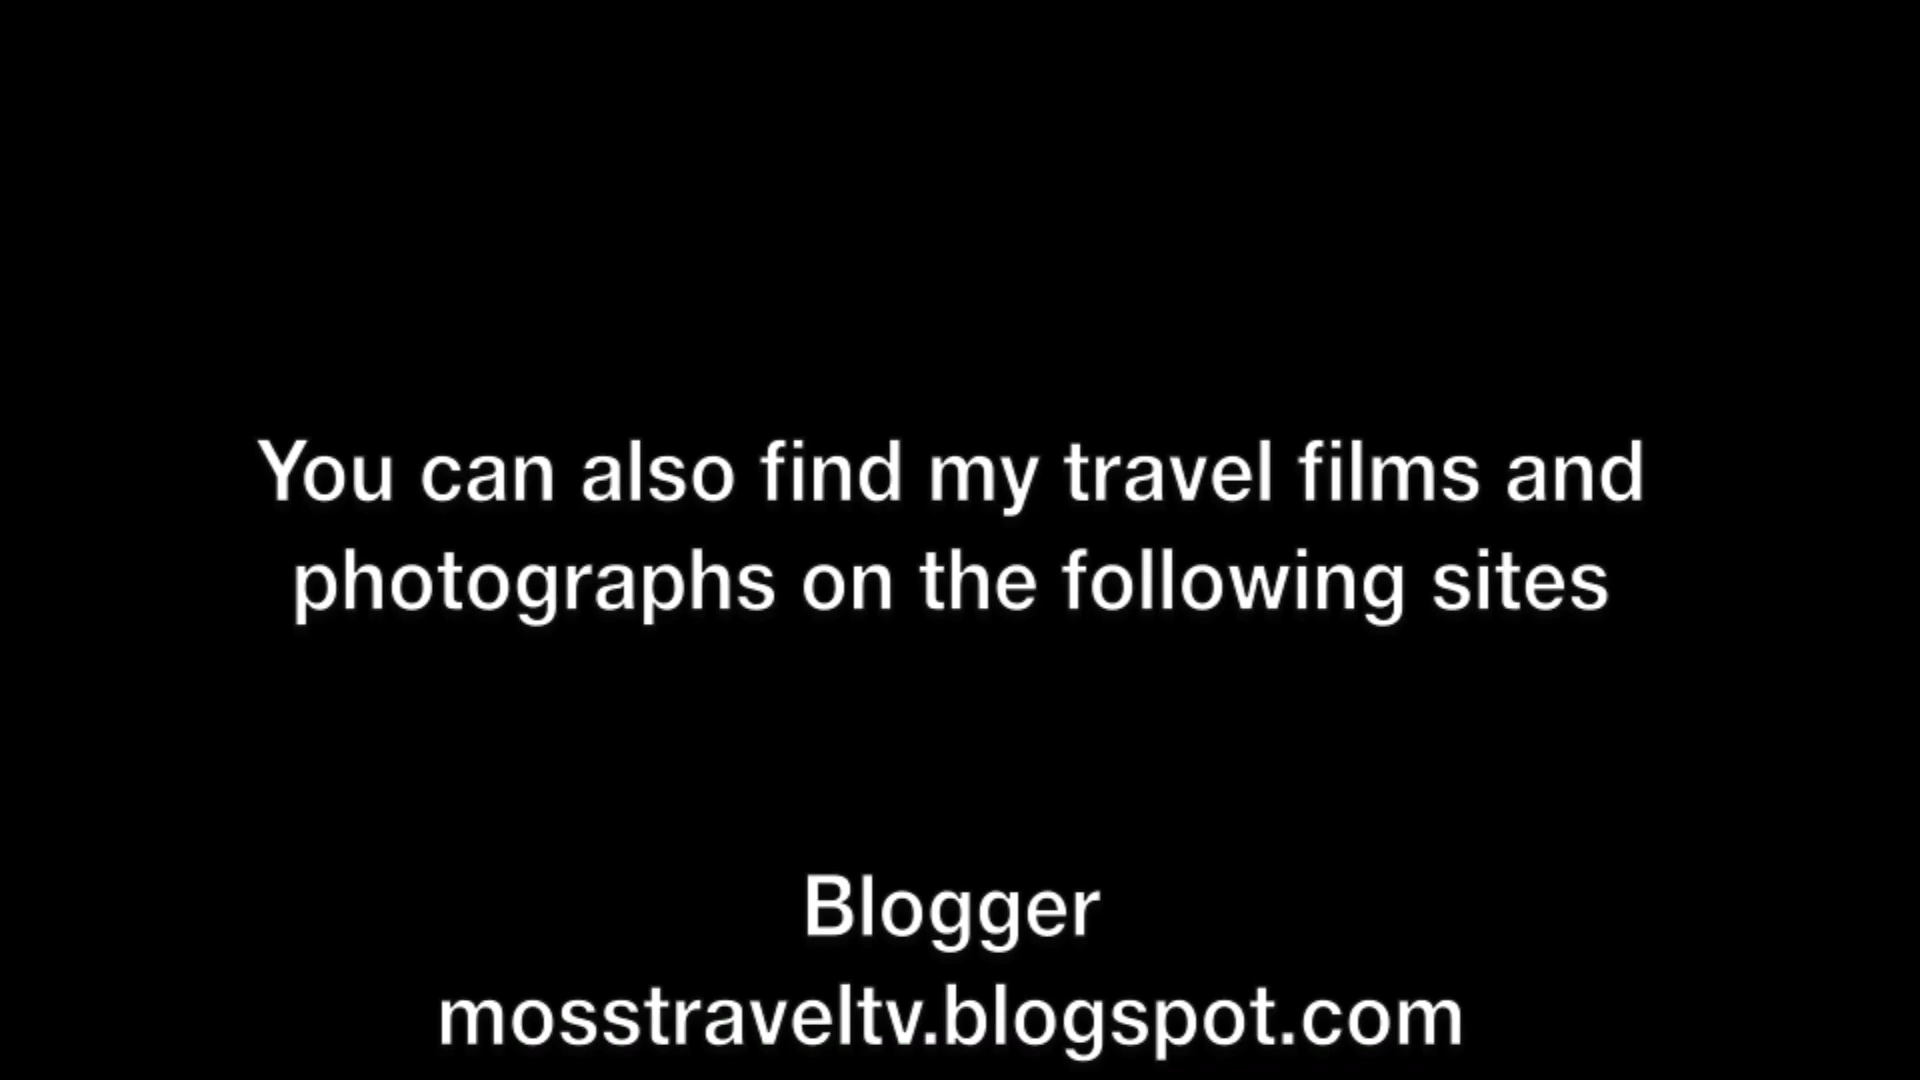 You can also find my travel films and
photographs on the following sites
Blogger
mosstraveltv.blogspot.com